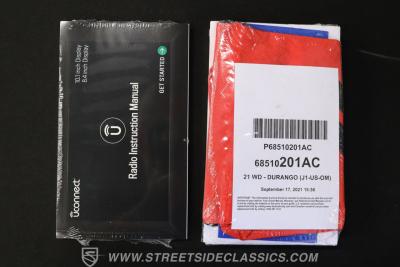 10.1 inch Display
8.4 inch Display
GET STARTED
Radio Instruction Manual
uconnect
P68510201AC
68510201AC
21 WD - DURANGO (J1-US-OM)
September 17, 2021 15:36
WWW.STREETSIDECLASSICS.COM